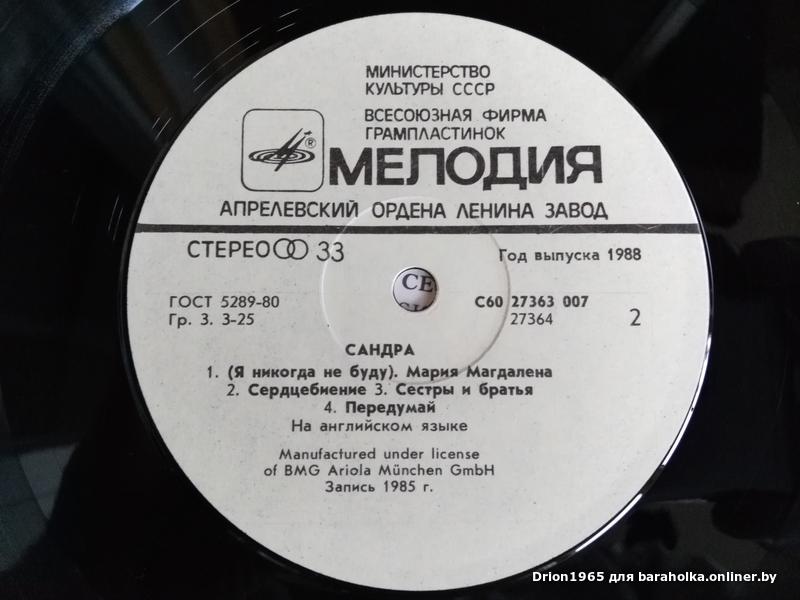 МИНИСТЕРСТВО
КУЛЬТУРЫ СССР
ВСЕСОЮЗНАЯ ФИРМА
ГРАМПЛАСТИНОК
®
МЕЛОДИЯ
АПРЕЛЕВСКИЙ ОРДЕНА ЛЕНИНА ЗАВОД
СТЕРЕО 33
Год выпуска 1988
ГОСТ 5289-80
Гр. 3. 3-25
СЕ
С60 27363 007
27364
2
САНДРА
1. (Я никогда не буду). Мария Магдалена
2. Сердцебиение 3. Сестры и братья
4. Передумай
На английском языке
Manufactured under license
of BMG Ariola München GmbH
Запись 1985 г.
Drion1965 для baraholka.onliner.by